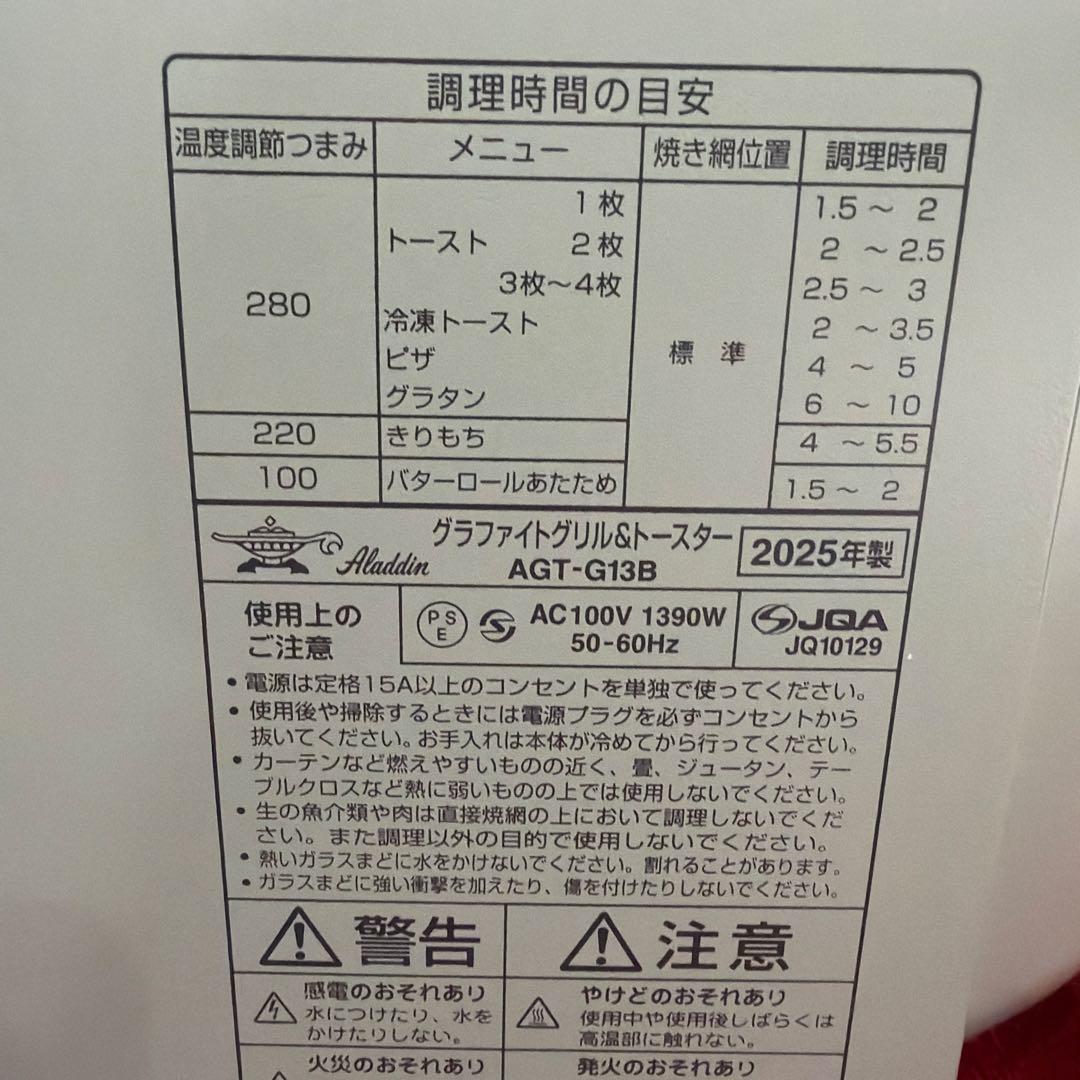 調理時間の目安
温度調節つまみ メニュー 焼き網位置 調理時間
280 トースト 1枚 標準 1.5～2
2枚 2～2.5
3枚～4枚 2.5～3
冷凍トースト 2～3.5
ピザ 4～5
グラタン 6～10
220 きりもち 4～5.5
100 バターロールあたため 1.5～2
Aladdin
グラファイトグリル&トースター
AGT-G13B
2025年製
使用上の
ご注意
PSE
AC100V 1390W
50-60Hz
JQA
JQ10129
• 電源は定格15A以上のコンセントを単独で使ってください。
• 使用後や掃除するときには電源プラグを必ずコンセントから
抜いてください。お手入れは本体が冷めてから行ってください。
• カーテンなど燃えやすいものの近く、畳、ジュータン、テー
ブルクロスなど熱に弱いものの上では使用しないでください。
• 生の魚介類や肉は直接焼網の上において調理しないでくだ
さい。また調理以外の目的で使用しないでください。
• 熱いガラスまどに水をかけないでください。割れることがあります。
• ガラスまどに強い衝撃を加えたり、傷を付けたりしないでください。
警告
感電のおそれあり
水につけたり、水を
かけたりしない。
火災のおそれあり
注意
やけどのおそれあり
使用中や使用後しばらくは
高温部に触れない。
発火のおそれあり